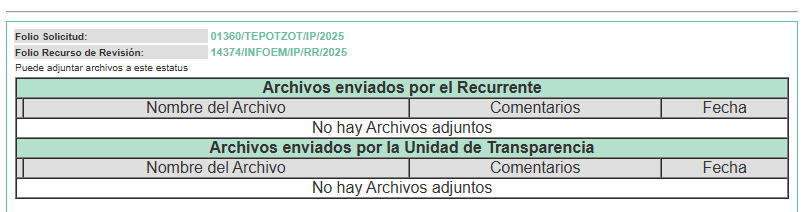 Folio Solicitud: 01360/TEPOTZOT/IP/2025
Folio Recurso de Revisión: 14374/INFOEM/IP/RR/2025
Puede adjuntar archivos a este estatus
Archivos enviados por el Recurrente
Nombre del Archivo Comentarios Fecha
No hay Archivos adjuntos
Archivos enviados por la Unidad de Transparencia
Nombre del Archivo Comentarios Fecha
No hay Archivos adjuntos